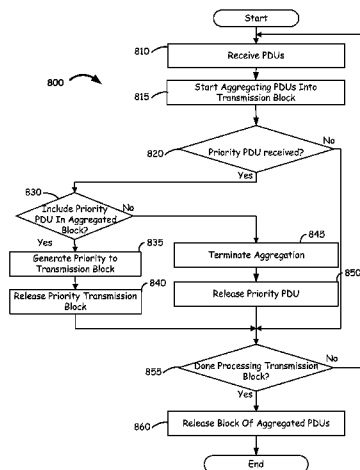 Start
810
Receive PDUs
800
815
Start Aggregating PDUs Into
Transmission Block
820
Priority PDU received?
No
Yes
830
Include Priority
PDU In Aggregated
Block?
No
Yes
835
Generate Priority to
Transmission Block
845
Terminate Aggregation
840
Release Priority Transmission
Block
850
Release Priority PDU
855
Done Processing Transmission
Block?
No
Yes
860
Release Block Of Aggregated PDUs
End